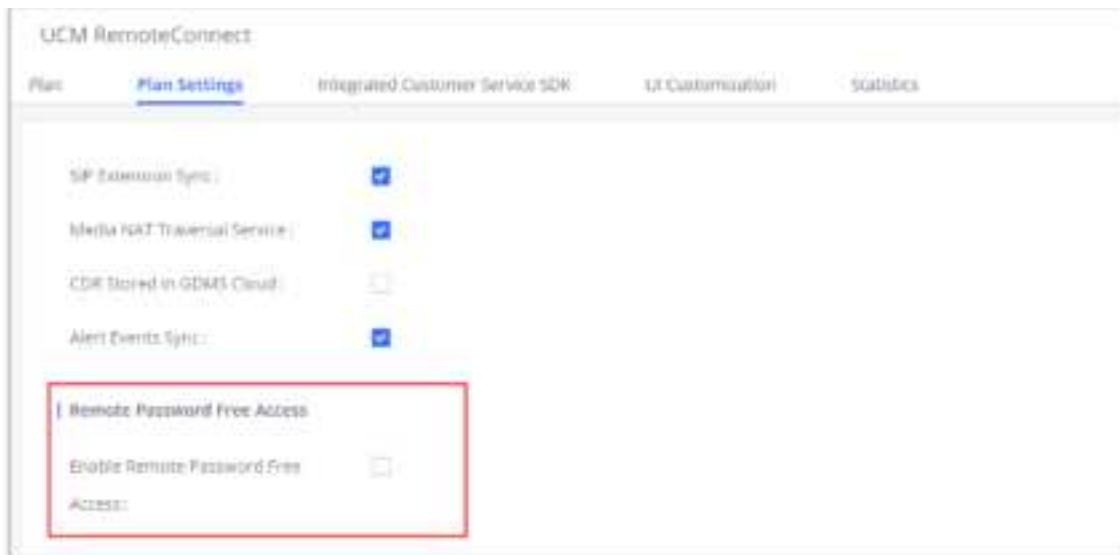 UCM RemoteConnect
Plan Plan Settings Integrated Customer Service SDK UI Customization Statistics
SIP Extension Sync :
Media NAT Traversal Service :
CDR Stored in GDMS Cloud :
Alert Events Sync :
Remote Password Free Access
Enable Remote Password Free
Access :